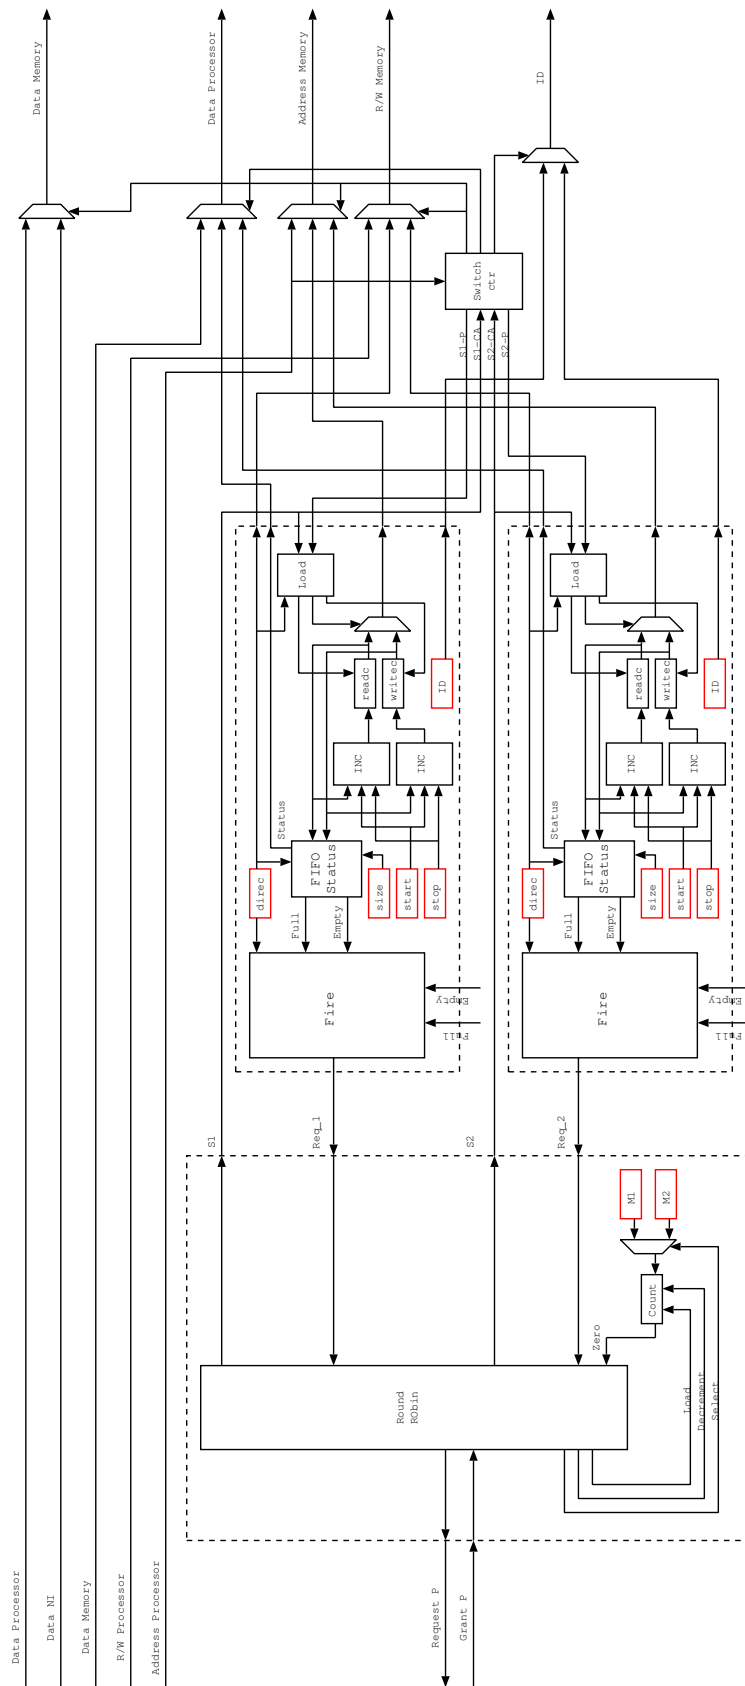 Data Memory
Data Processor
Address Memory
R/W Memory
ID
Switch
ctr
S1-P
S1-CA
S2-CA
S2-P
Load
Load
readc
writec
ID
readc
writec
ID
INC
INC
INC
INC
Status
Status
FIFO
Status
FIFO
Status
direc
size
start
stop
direc
size
start
stop
Full
Empty
Full
Empty
Fire
Empty
Full
Fire
Empty
Full
S1
Req_1
S2
Req_2
M1
M2
Count
Zero
Round
RObin
Load
Decrement
Select
Data Processor
Data NI
Data Memory
R/W Processor
Address Processor
Request P
Grant P